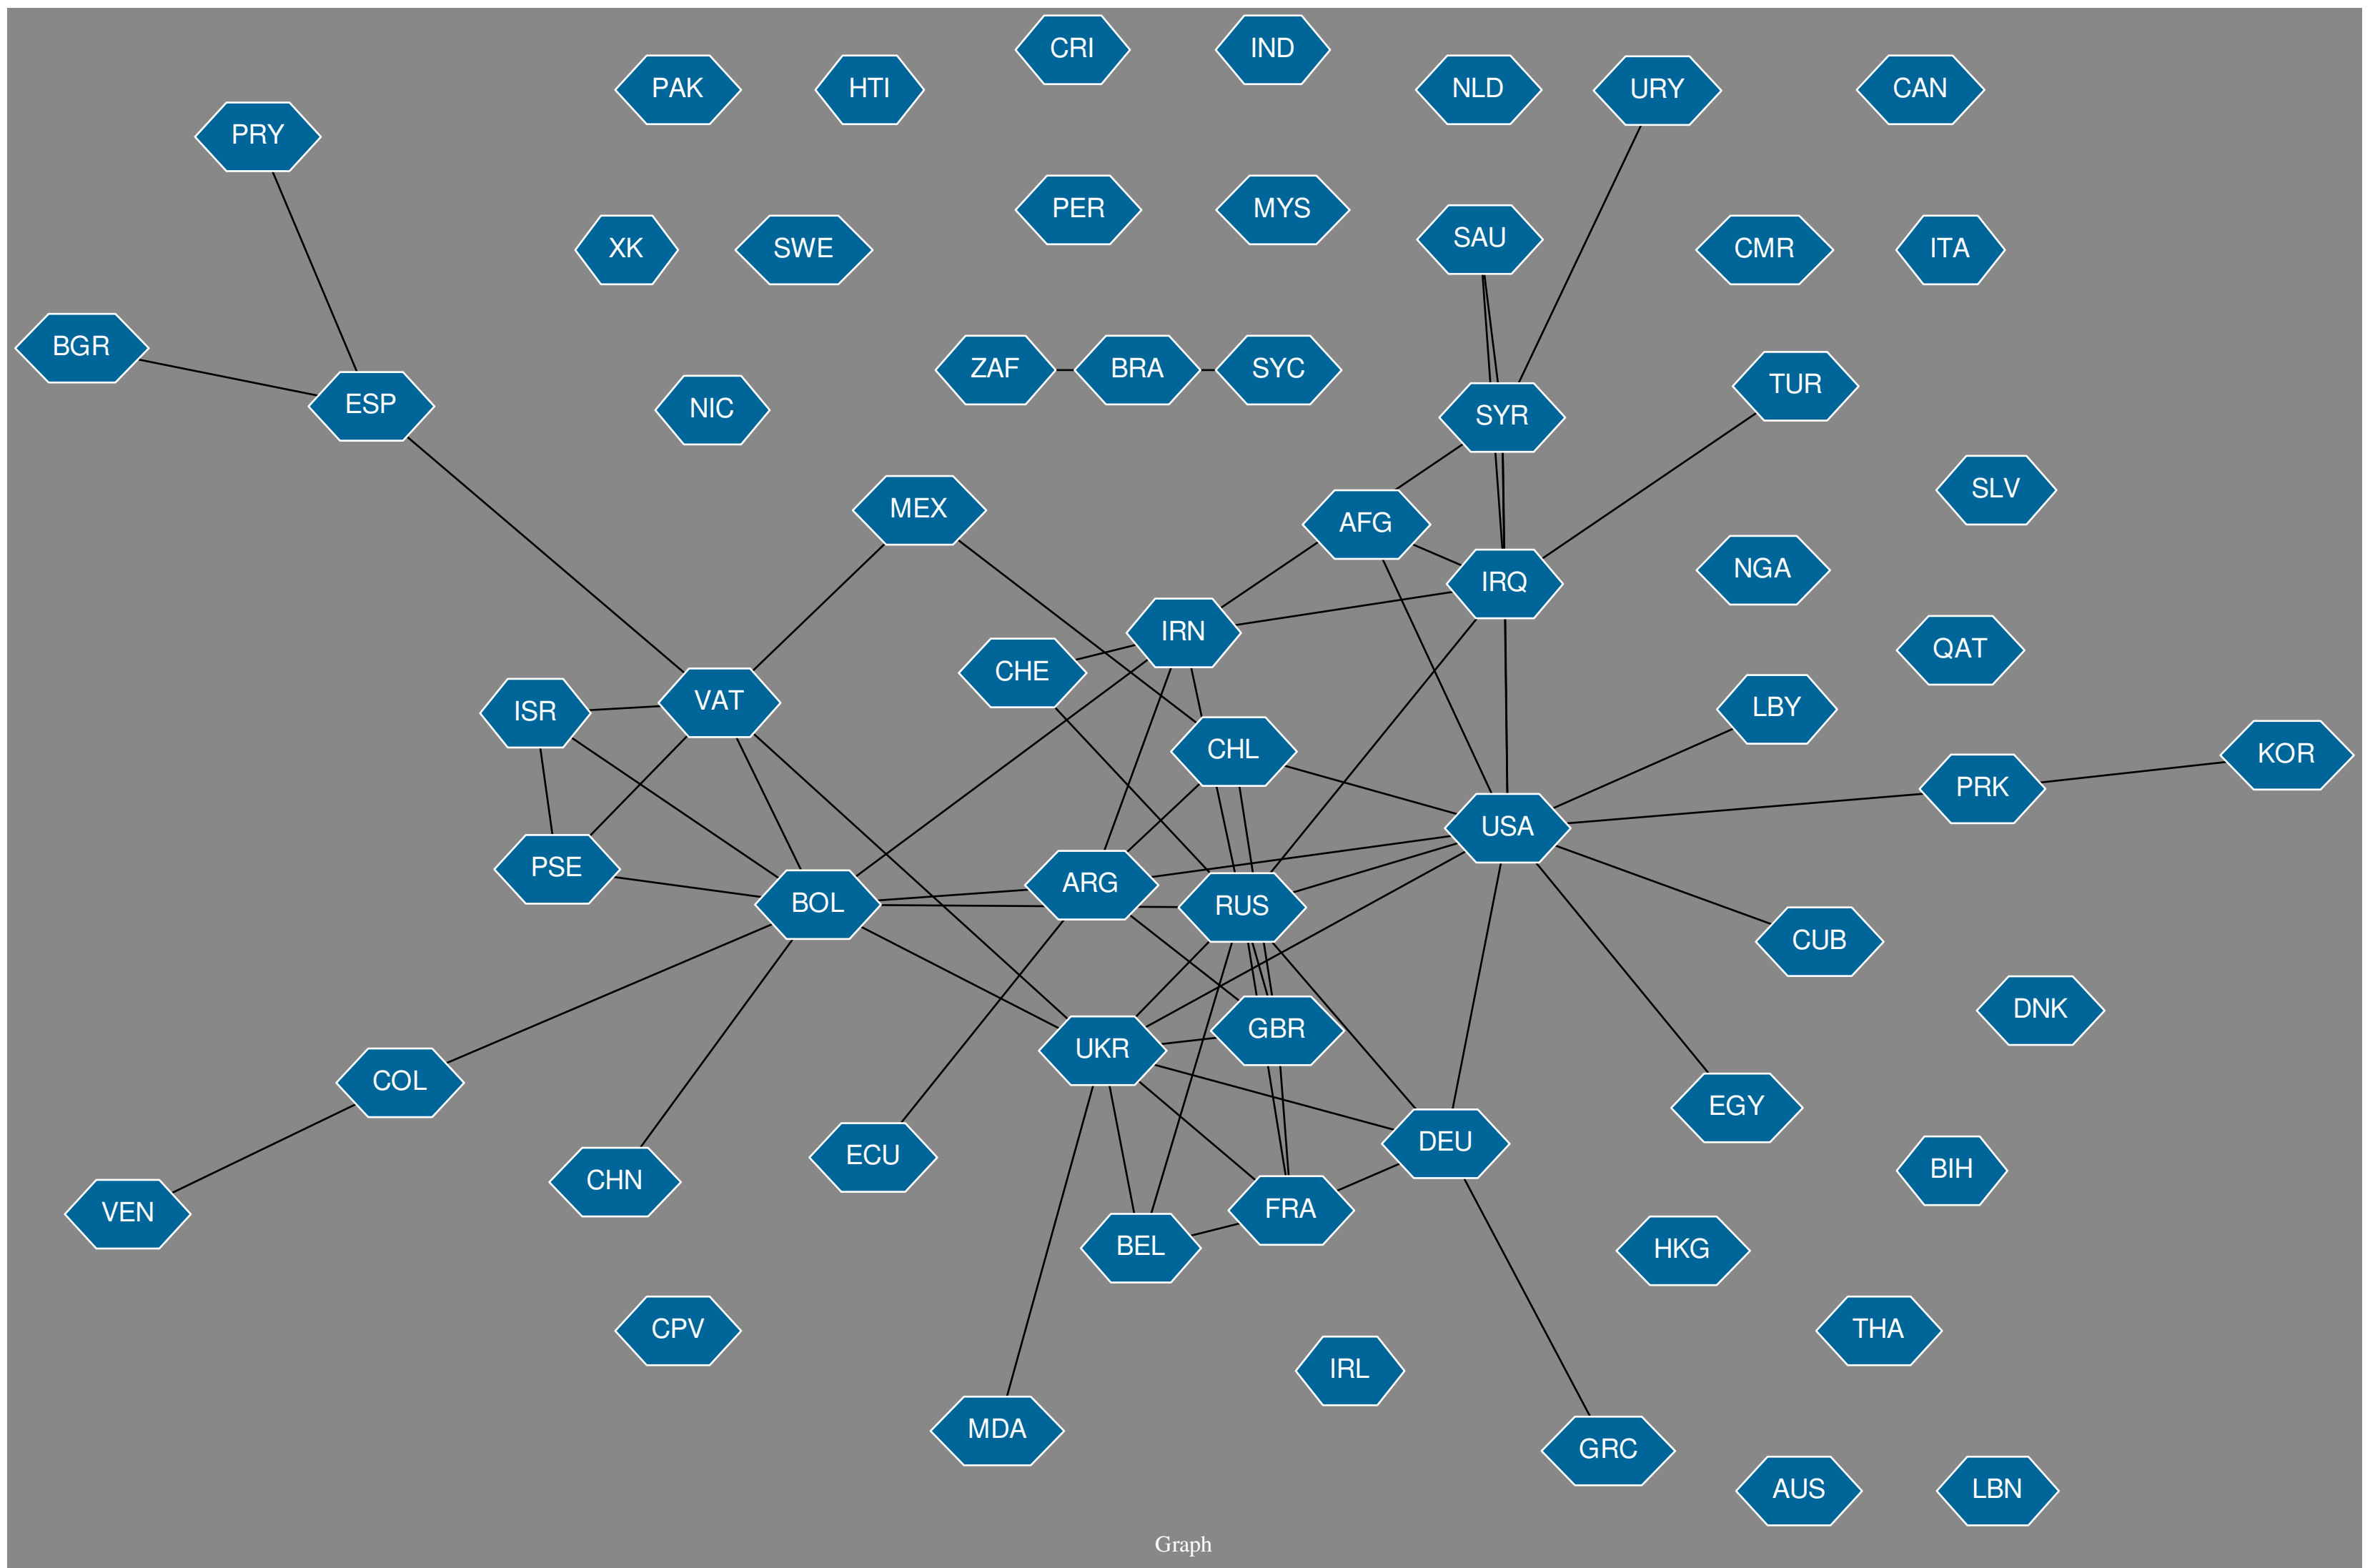 CRI
IND
PAK
HTI
NLD
URY
CAN
PRY
PER
MYS
SAU
XK
SWE
CMR
ITA
BGR
ESP
ZAF
BRA
SYC
TUR
NIC
SYR
SLV
MEX
AFG
NGA
IRQ
IRN
QAT
CHE
VAT
ISR
LBY
CHL
KOR
PRK
USA
PSE
ARG
BOL
RUS
CUB
DNK
GBR
UKR
COL
EGY
DEU
ECU
BIH
CHN
FRA
VEN
BEL
HKG
CPV
THA
IRL
MDA
GRC
AUS
LBN
Graph